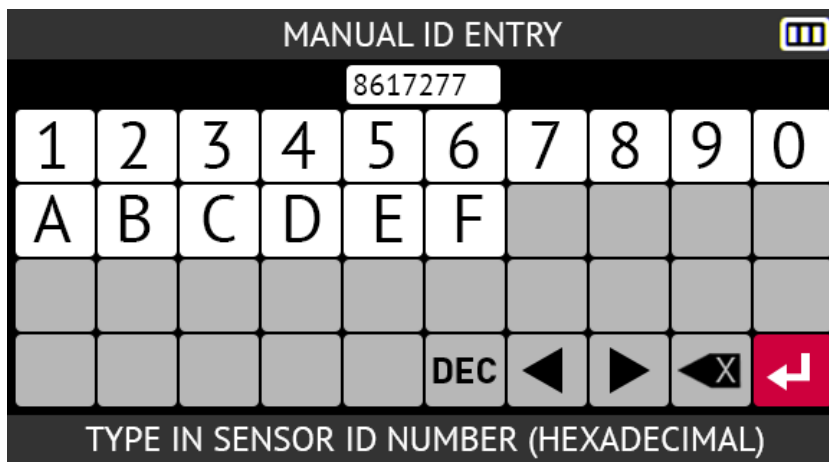 MANUAL ID ENTRY
8617277
1 2 3 4 5 6 7 8 9 0
A B C D E F
DEC X
TYPE IN SENSOR ID NUMBER (HEXADECIMAL)